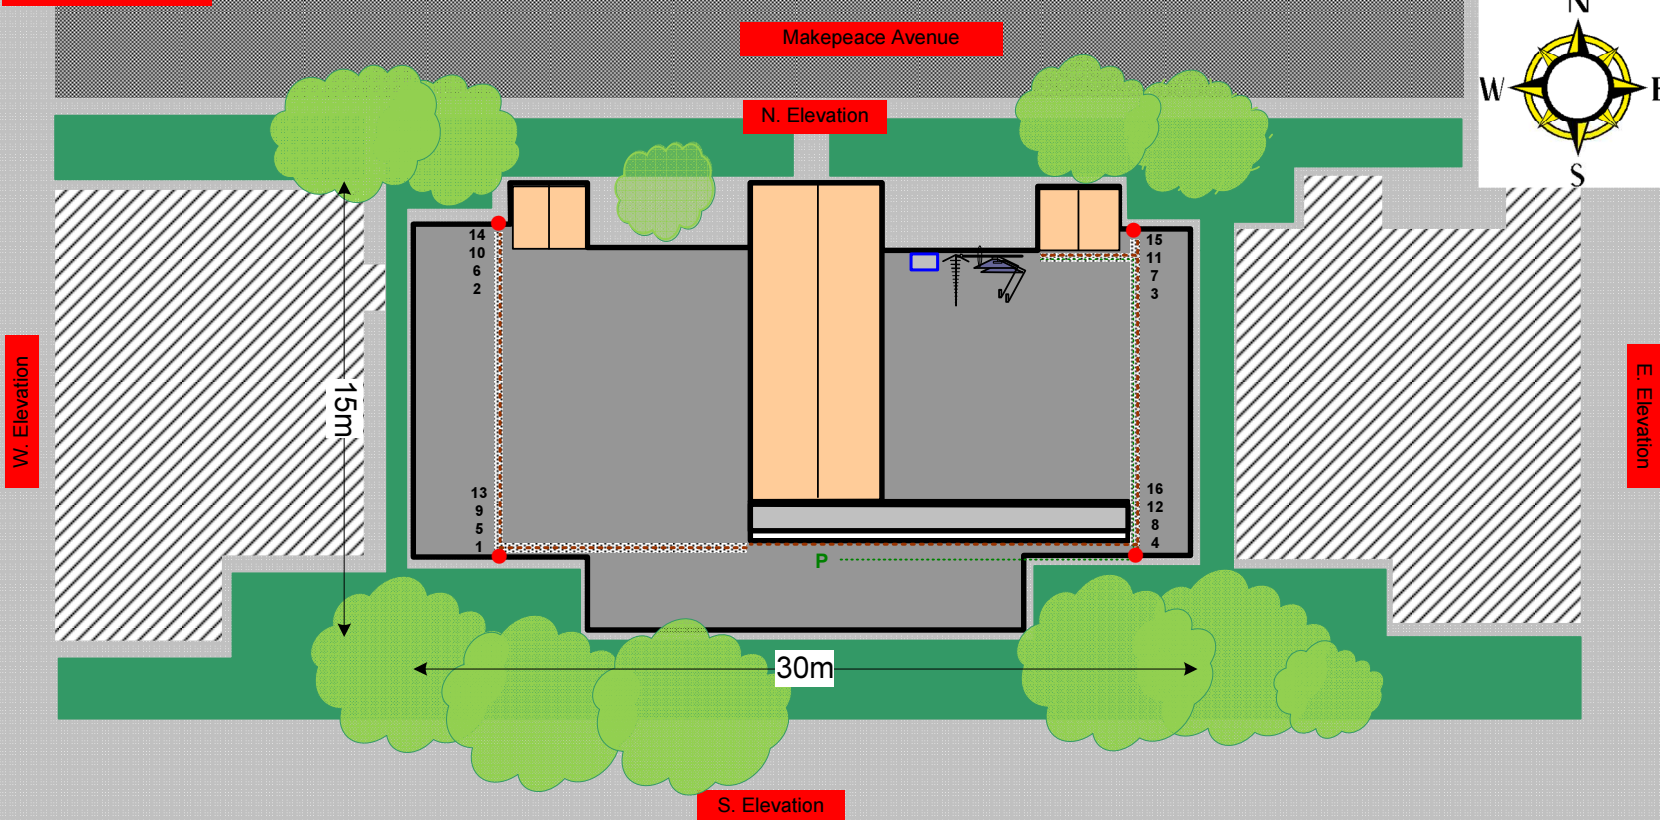 N
Makepeace Avenue
W
E
N. Elevation
S
14
10
6
2
15
11
7
3
W. Elevation
15m
E. Elevation
13
9
5
1
16
12
8
4
P
30m
S. Elevation